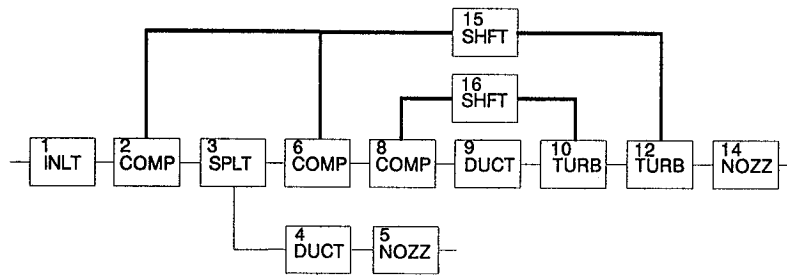 15
SHFT
16
SHFT
1
INLT
2
COMP
3
SPLT
6
COMP
8
COMP
9
DUCT
10
TURB
12
TURB
14
NOZZ
4
DUCT
5
NOZZ